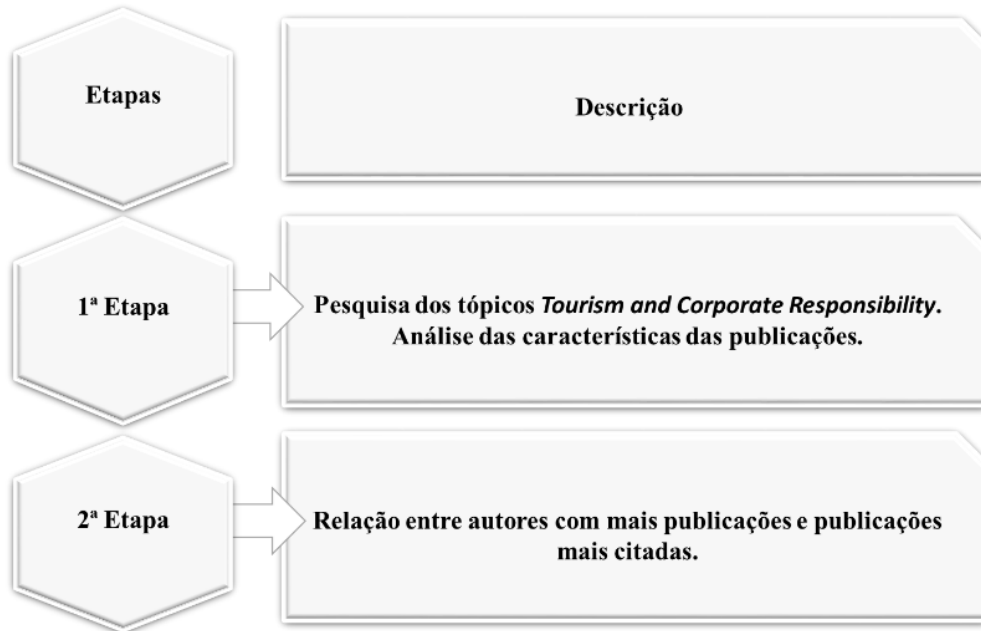 Etapas
Descrição
1ª Etapa
Pesquisa dos tópicos Tourism and Corporate Responsibility.
Análise das características das publicações.
2ª Etapa
Relação entre autores com mais publicações e publicações
mais citadas.